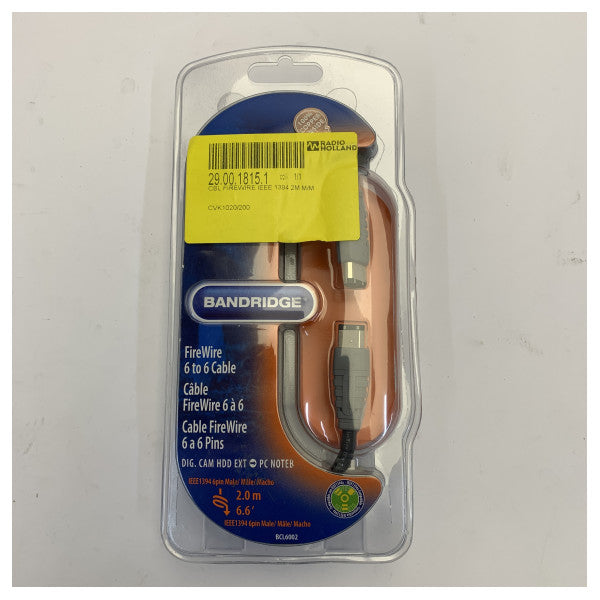 RADIO
HOLLAND
29.00.1815.1 1/1
CBL FIREWIRE IEEE 1394 2M M/M
CVK1020/200
BANDRIDGE
FireWire
6 to 6 Cable
Câble
FireWire 6 à 6
Cable FireWire
6 a 6 Pins
DIG. CAM HDD EXT PC NOTEB
IEEE1394 6pin Male/ Mâle/ Macho
2.0 m
6.6'
IEEE1394 6pin Male/ Mâle/ Macho
BCL6002